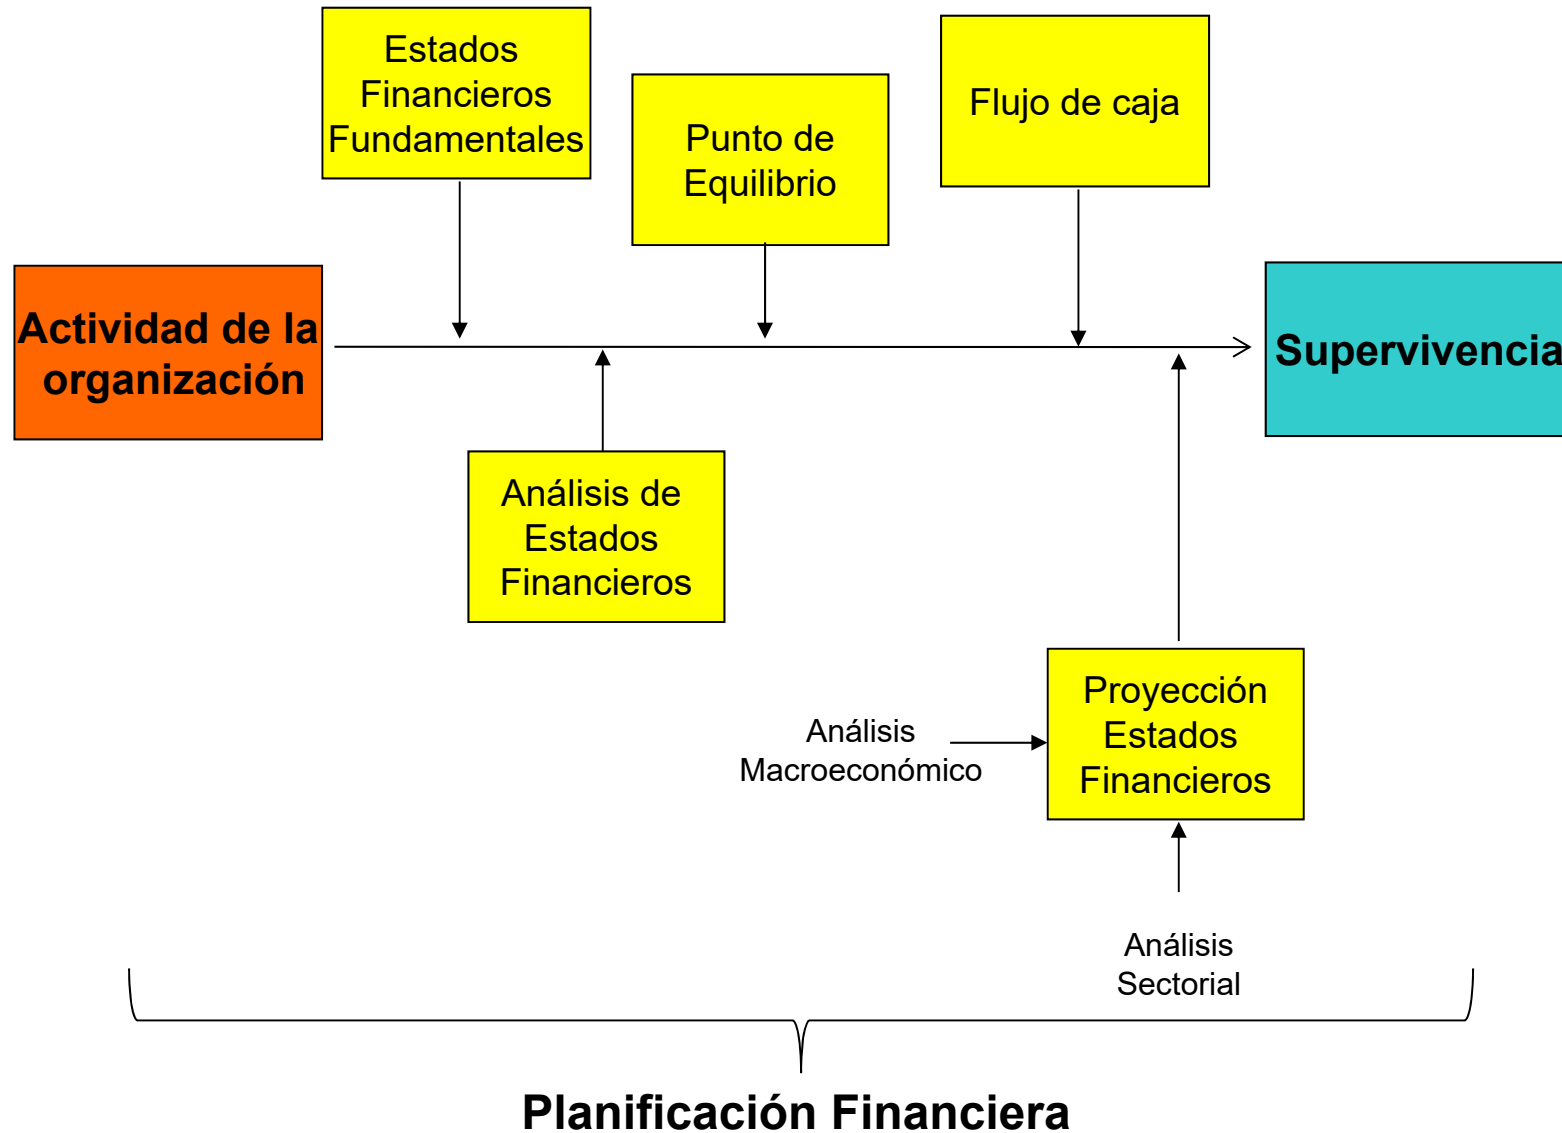 Estados
Financieros
Fundamentales
Punto de
Equilibrio
Flujo de caja
Actividad de la
organización
Supervivencia
Análisis de
Estados
Financieros
Proyección
Estados
Financieros
Análisis
Macroeconómico
Análisis
Sectorial
Planificación Financiera